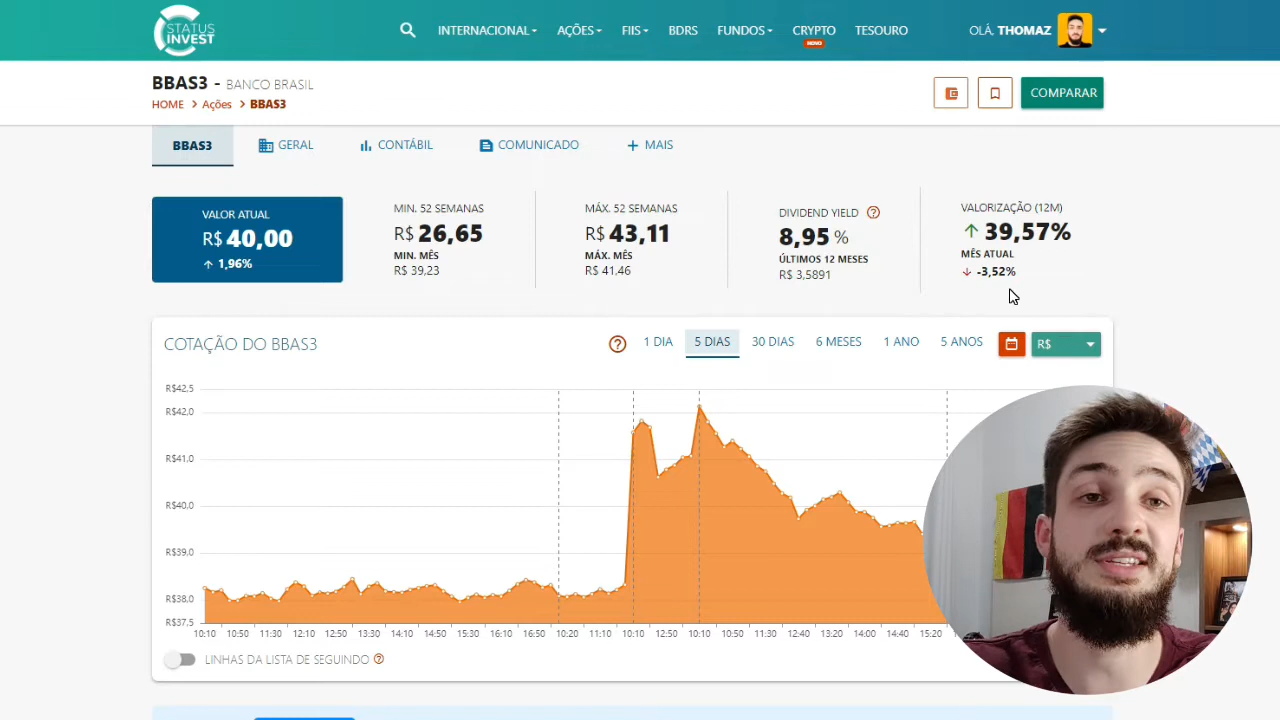 STATUS
INVEST
INTERNACIONAL
AÇÕES
FIIS
BDRS
FUNDOS
CRYPTO
NOVO
TESOURO
OLÁ, THOMAZ
BBAS3 - BANCO BRASIL
HOME > Ações > BBAS3
COMPARAR
BBAS3
GERAL
CONTÁBIL
COMUNICADO
+ MAIS
VALOR ATUAL
R$ 40,00
↑ 1,96%
MIN. 52 SEMANAS
R$ 26,65
MIN. MÊS
R$ 39,23
MÁX. 52 SEMANAS
R$ 43,11
MÁX. MÊS
R$ 41,46
DIVIDEND YIELD ?
8,95 %
ÚLTIMOS 12 MESES
R$ 3,5891
VALORIZAÇÃO (12M)
↑ 39,57%
MÊS ATUAL
↓ -3,52%
COTAÇÃO DO BBAS3
? 1 DIA 5 DIAS 30 DIAS 6 MESES 1 ANO 5 ANOS R$
R$42,5
R$42.0
R$41.0
R$40.0
R$39.0
R$38.0
R$37.5
10:10 10:50 11:30 12:10 12:50 13:30 14:10 14:50 15:30 16:10 16:50 10:20 11:10 10:10 12:50 10:10 10:50 11:30 12:40 13:20 14:00 14:40 15:20
LINHAS DA LISTA DE SEGUINDO ?